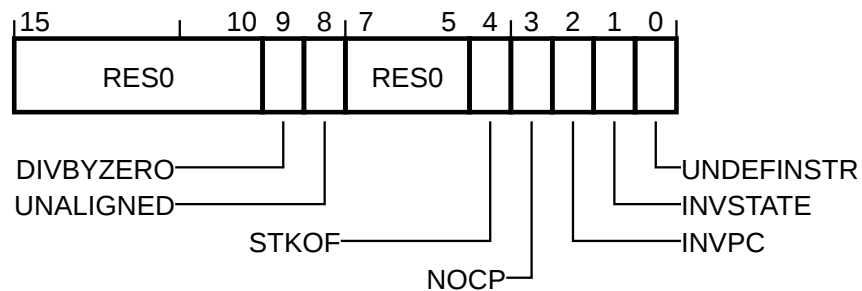 15 10 9 8 7 5 4 3 2 1 0
RES0 RES0
DIVBYZERO UNDEFINSTR
UNALIGNED INVSTATE
STKOF INVPC
NOCP